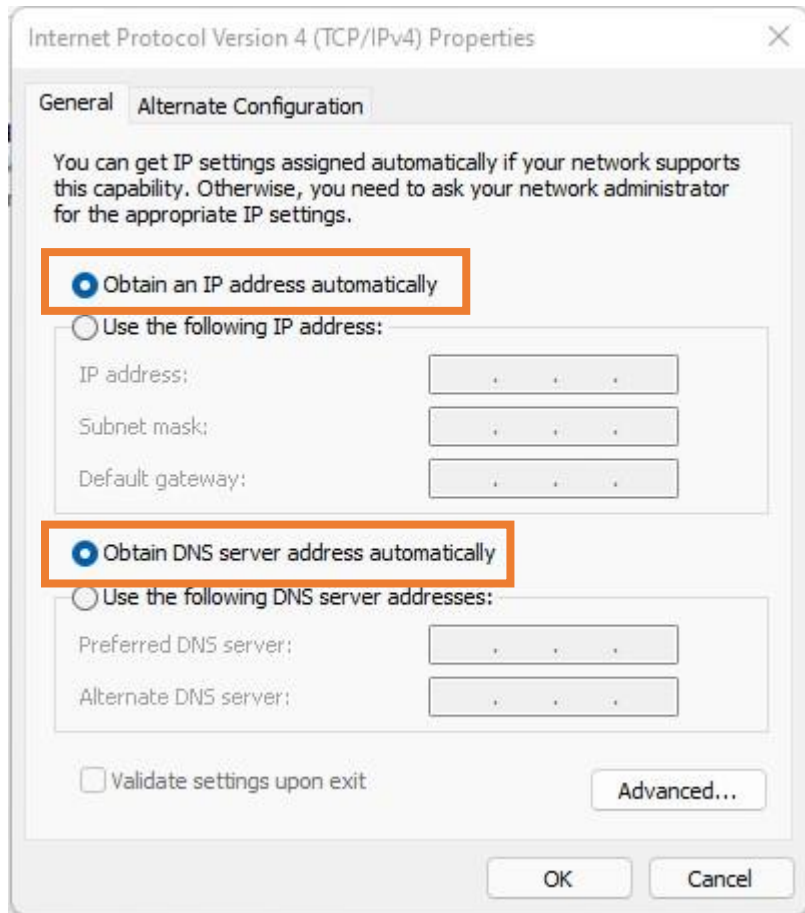 Internet Protocol Version 4 (TCP/IPv4) Properties
General
Alternate Configuration
You can get IP settings assigned automatically if your network supports
this capability. Otherwise, you need to ask your network administrator
for the appropriate IP settings.
Obtain an IP address automatically
Use the following IP address:
IP address:
Subnet mask:
Default gateway:
Obtain DNS server address automatically
Use the following DNS server addresses:
Preferred DNS server:
Alternate DNS server:
Validate settings upon exit
Advanced...
OK
Cancel